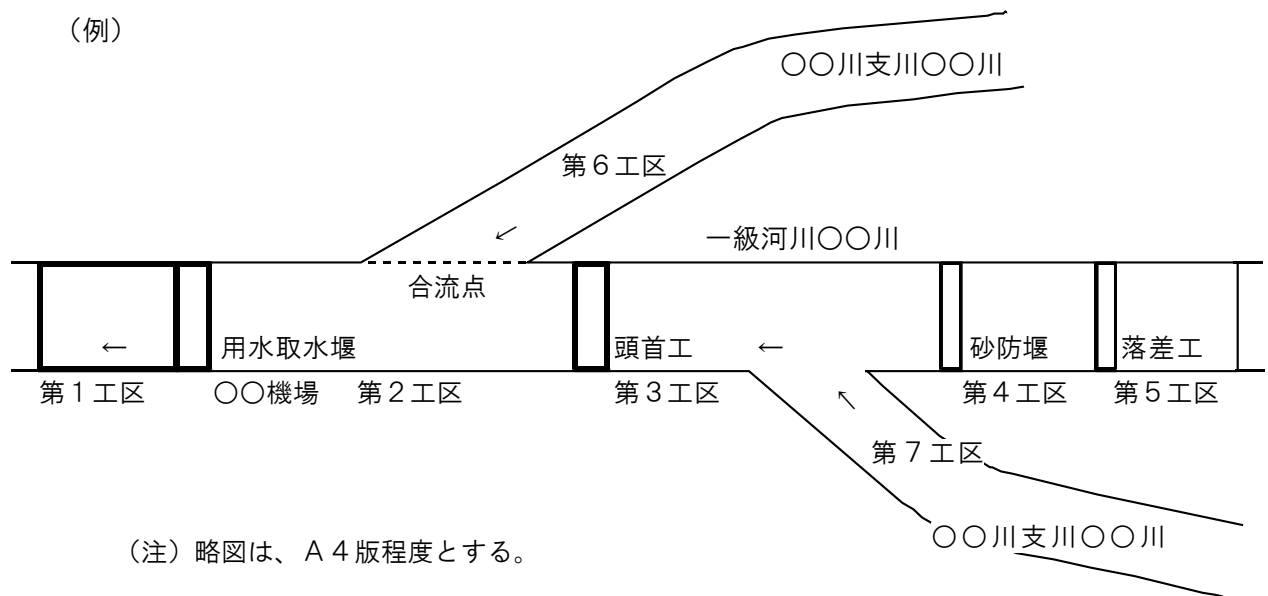 （例）
〇〇川支川〇〇川
第６工区
←
一級河川〇〇川
合流点
← 用水取水堰 頭首工 ← 砂防堰 落差工
第１工区 〇〇機場 第２工区 第３工区 第４工区 第５工区
←
第７工区
〇〇川支川〇〇川
（注）略図は、Ａ４版程度とする。